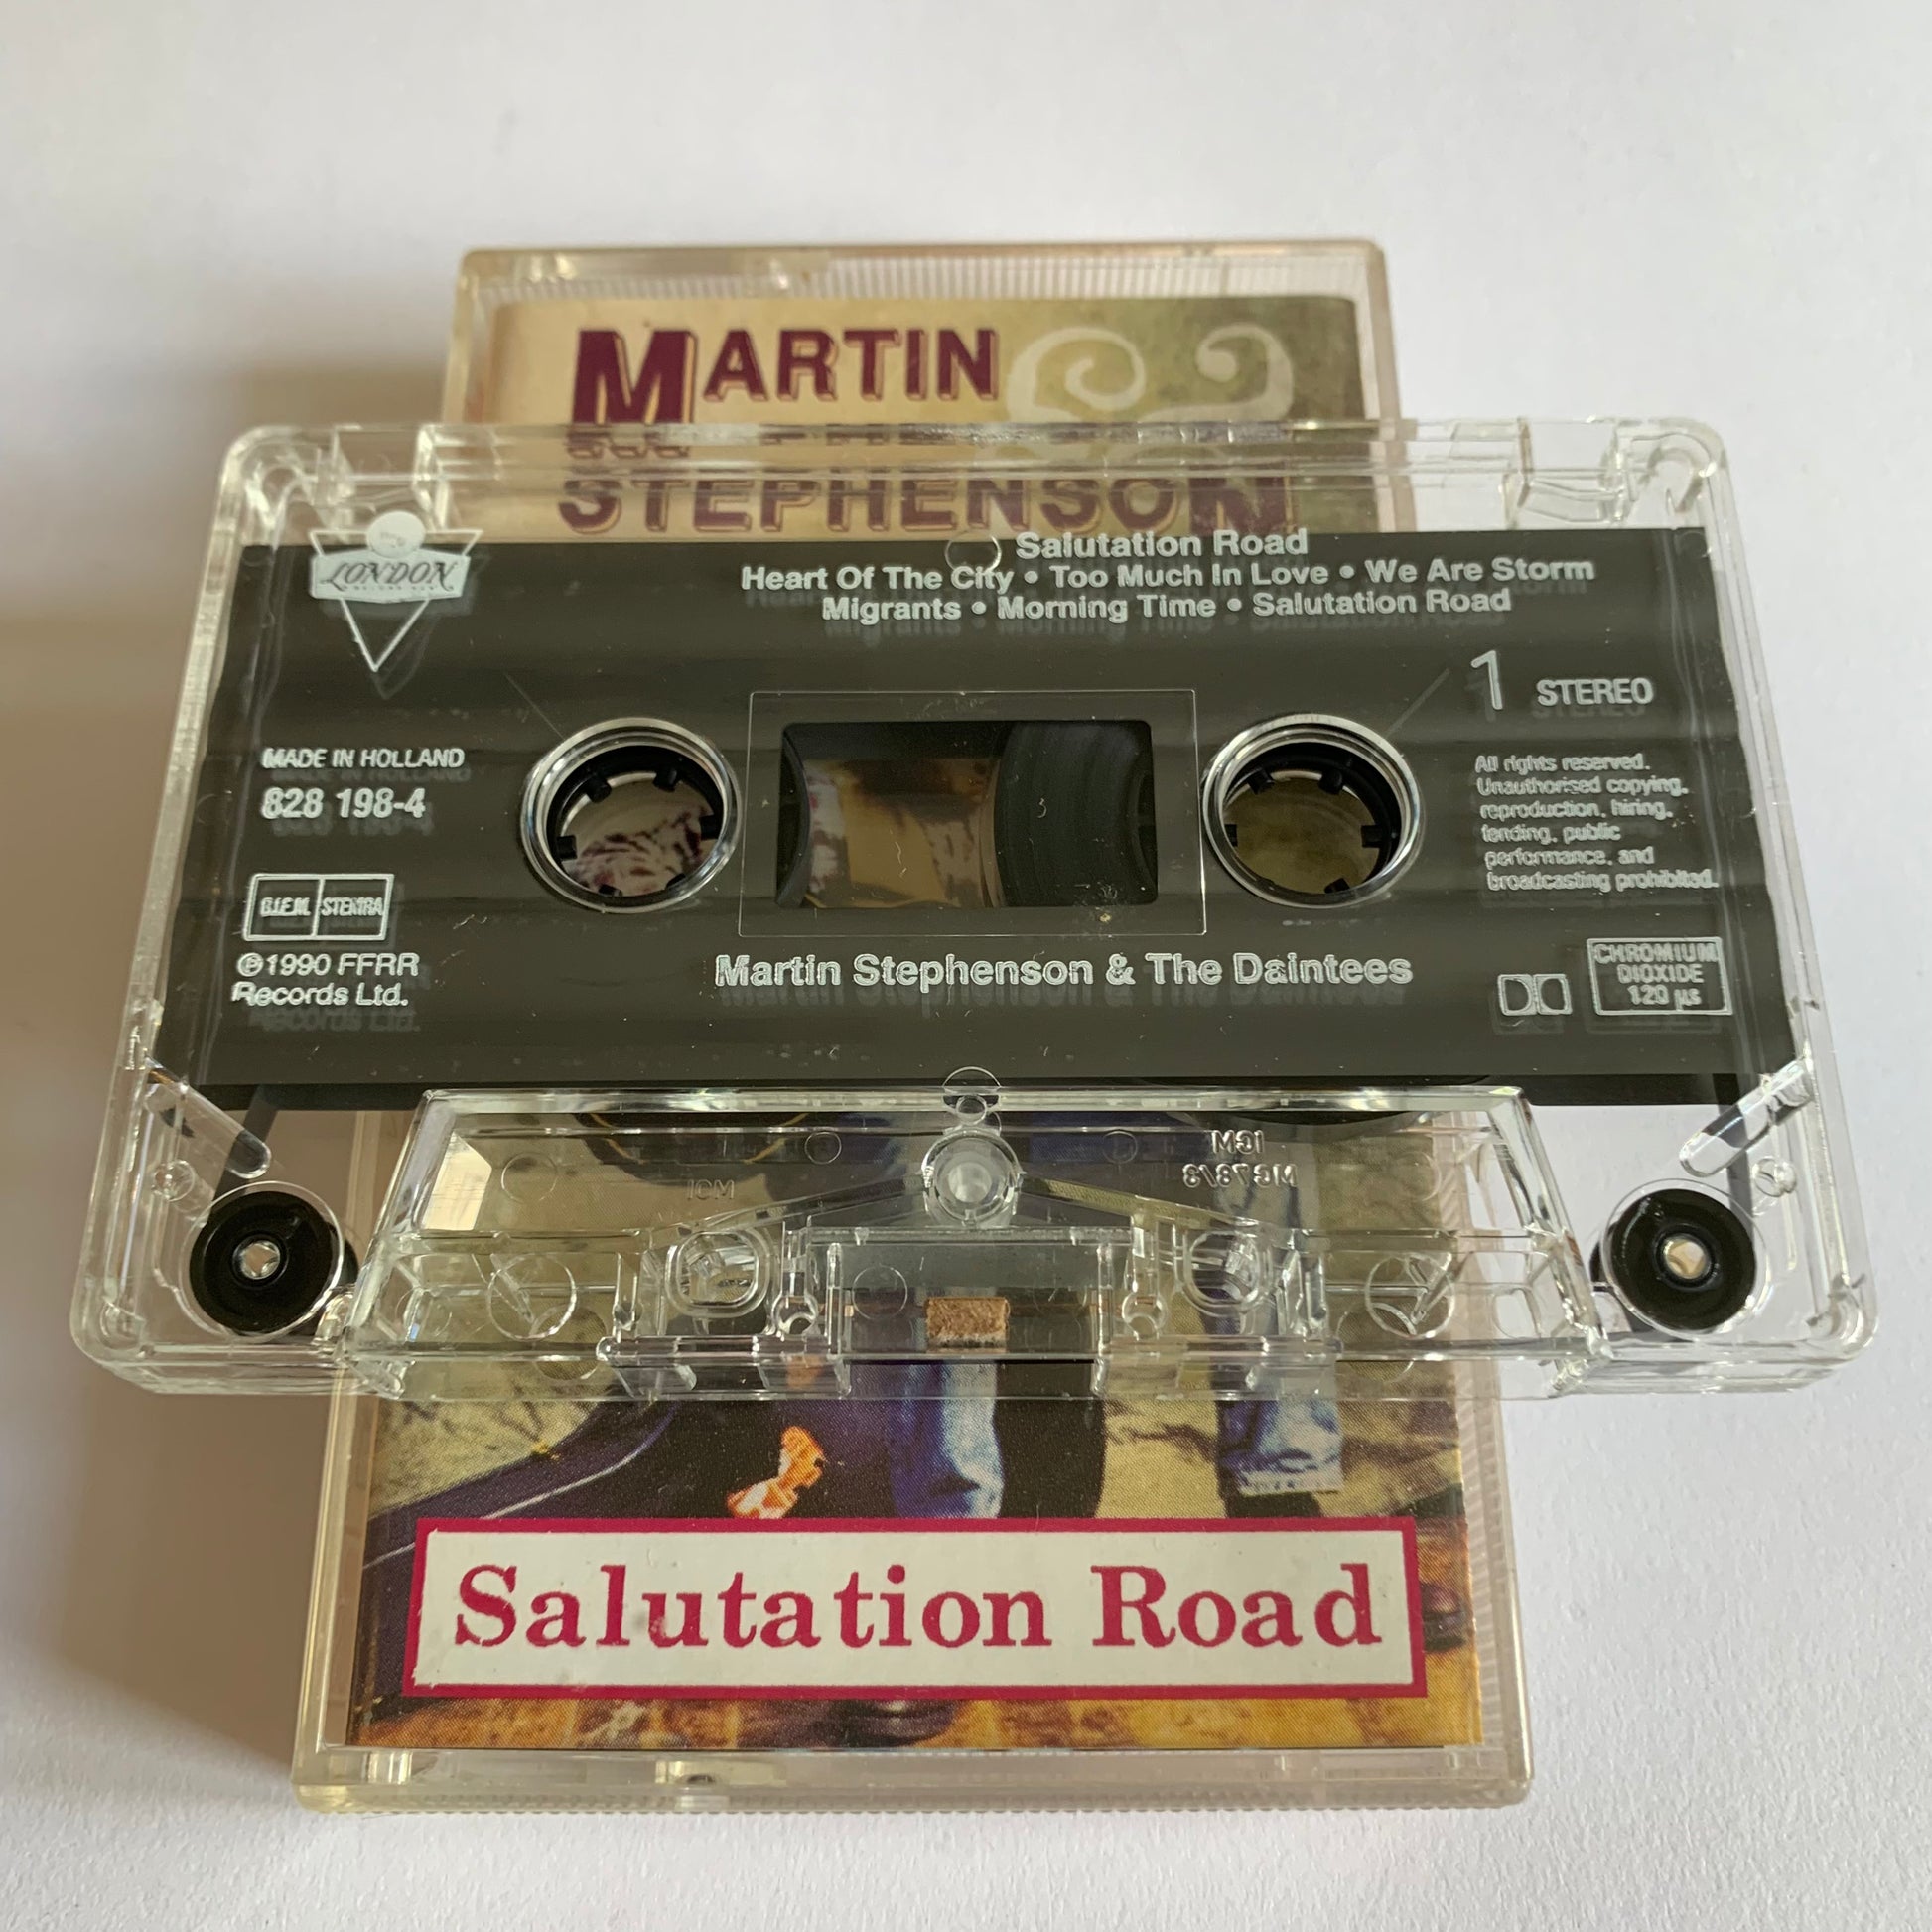 MARTIN
STEPHENSON
LONDON
Salutation Road
Heart Of The City • Too Much In Love • We Are Storm
Migrants • Morning Time • Salutation Road
1 STEREO
MADE IN HOLLAND
828 198-4
All rights reserved.
Unauthorised copying,
reproduction, hiring,
lending, public
performance, and
broadcasting prohibited.
B.I.E.M. STEMRA
℗1990 FFRR
Records Ltd.
Martin Stephenson & The Daintees
CHROMIUM
DIOXIDE
120 µs
ICM
MC 78/8
ICM
Salutation Road